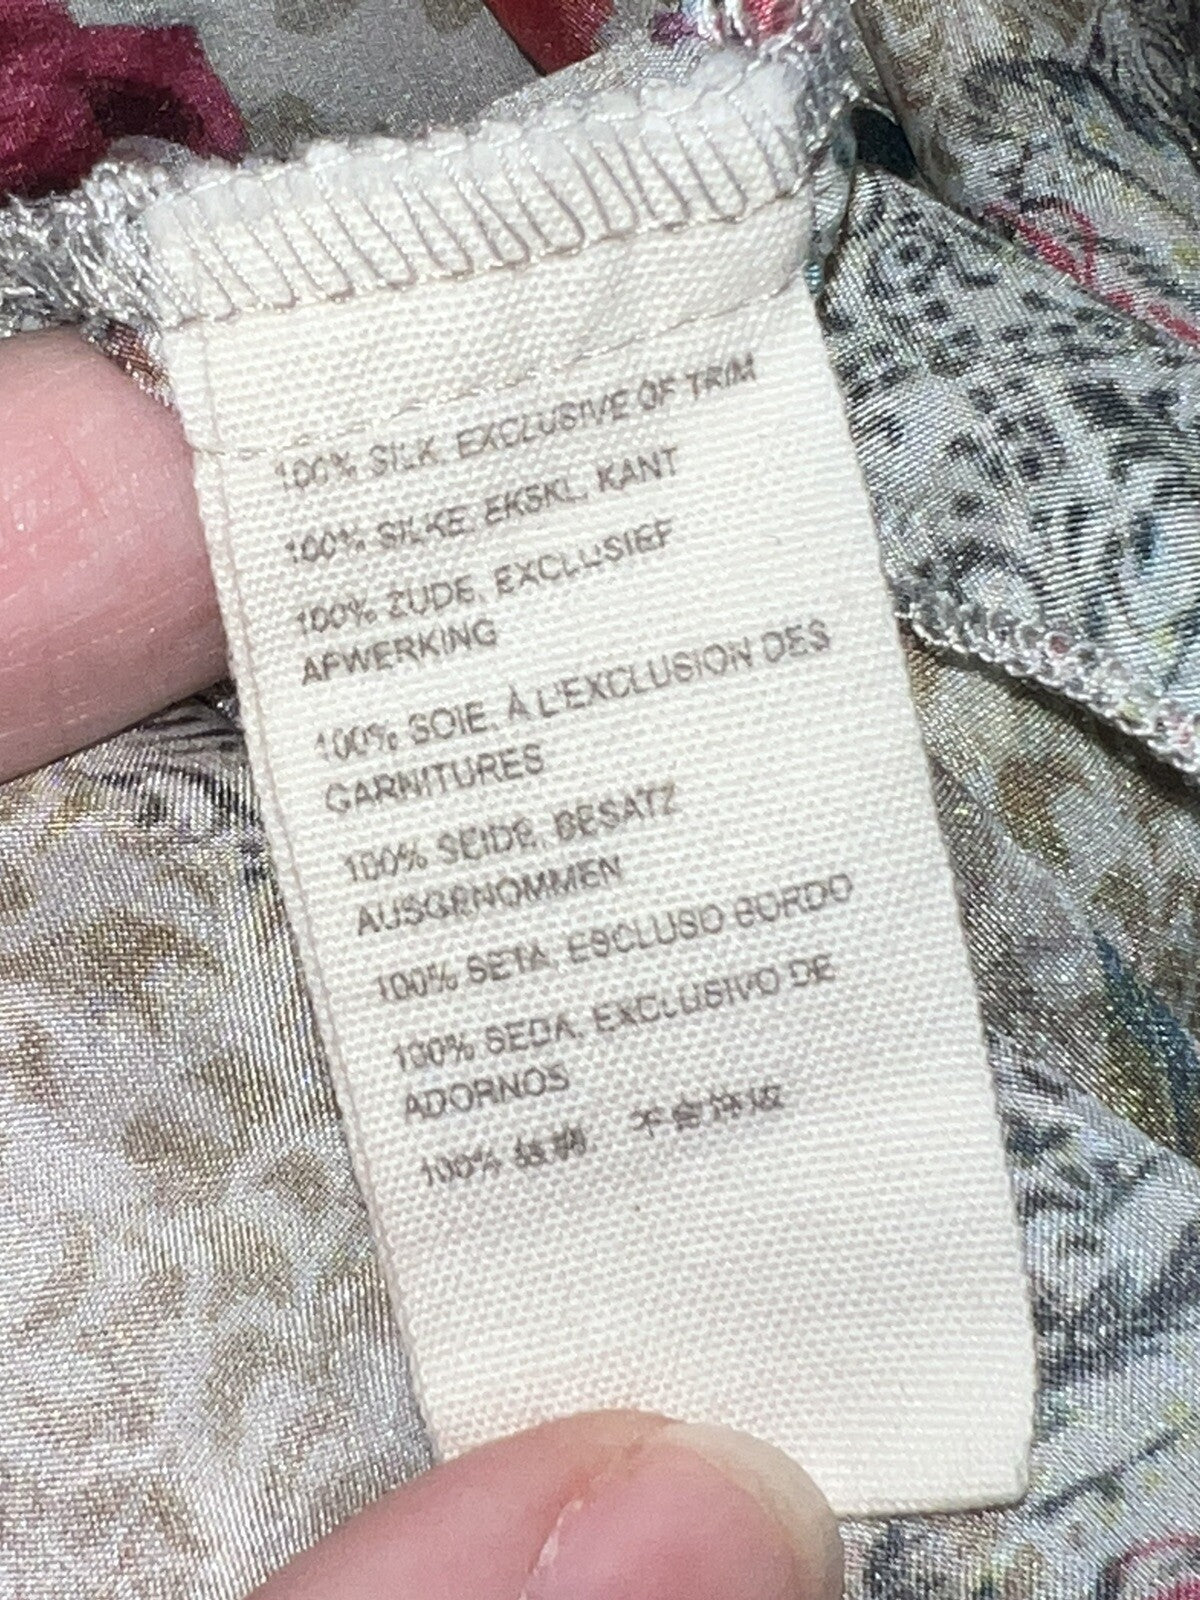 100% SILK, EXCLUSIVE OF TRIM
100% SILKE, EKSKL, KANT
100% ZIJDE, EXCLUSIEF
AFWERKING
100% SOIE, À L'EXCLUSION DES
GARNITURES
100% SEIDE, BESATZ
AUSGENOMMEN
100% SETA, ESCLUSO BORDO
100% SEDA, EXCLUSIVO DE
ADORNOS
100%